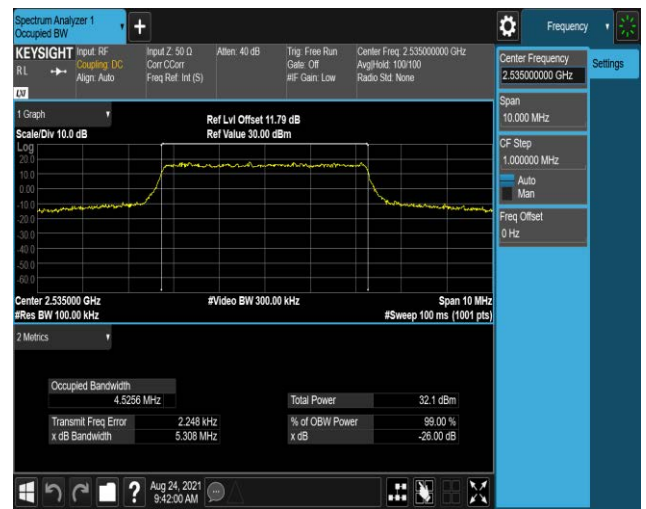 Spectrum Analyzer 1
Occupied BW
Frequency
KEYSIGHT
RL
LXI
Input: RF
Coupling: DC
Align: Auto
Input Z: 50 Ω
Corr CCorr
Freq Ref: Int (S)
Atten: 40 dB
Trig: Free Run
Gate: Off
#IF Gain: Low
Center Freq: 2.535000000 GHz
Avg|Hold: 100/100
Radio Std: None
Center Frequency
2.535000000 GHz
Settings
Span
10.000 MHz
CF Step
1.000000 MHz
Auto
Man
Freq Offset
0 Hz
1 Graph
Scale/Div 10.0 dB
Ref Lvl Offset 11.79 dB
Ref Value 30.00 dBm
Log
20.0
10.0
0.00
-10.0
-20.0
-30.0
-40.0
-50.0
-60.0
Center 2.535000 GHz
#Video BW 300.00 kHz
Span 10 MHz
#Res BW 100.00 kHz
#Sweep 100 ms (1001 pts)
2 Metrics
Occupied Bandwidth
4.5256 MHz
Total Power 32.1 dBm
Transmit Freq Error 2.248 kHz
% of OBW Power 99.00 %
x dB Bandwidth 5.308 MHz
x dB -26.00 dB
?
Aug 24, 2021
9:42:00 AM